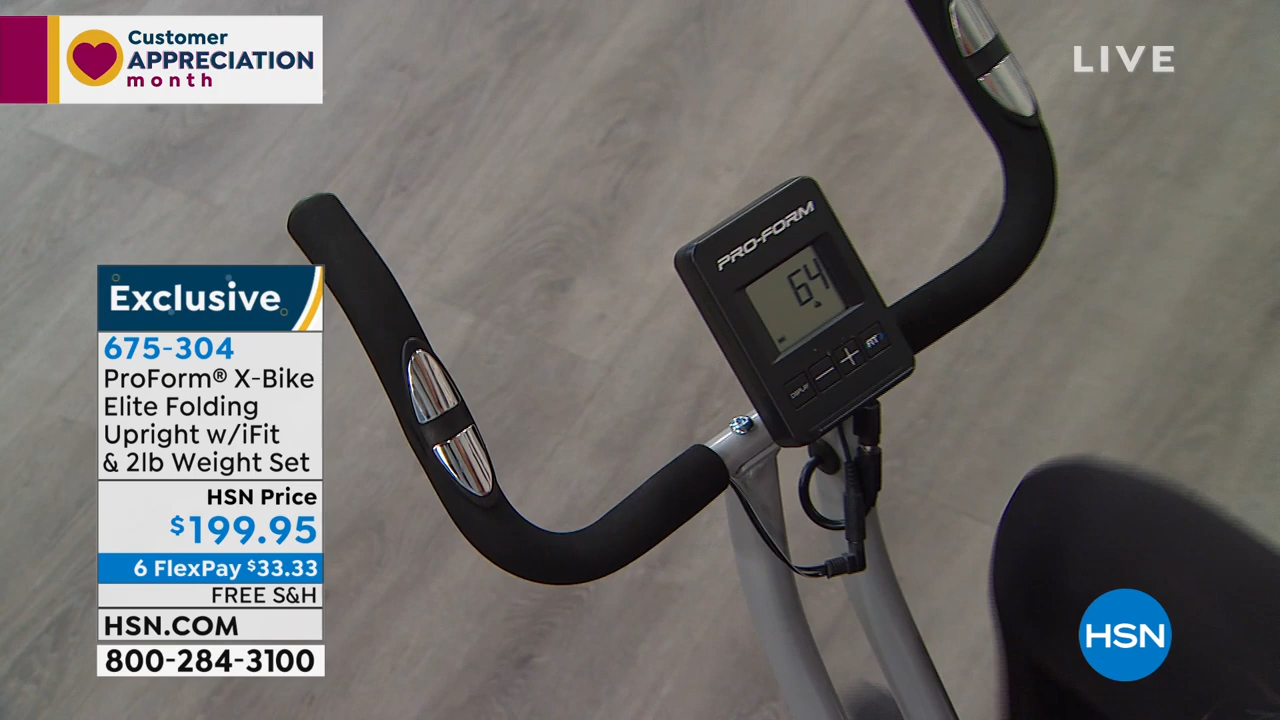 Customer
APPRECIATION
month
LIVE
PRO-FORM
64
DISPLAY
Exclusive
675-304
ProForm® X-Bike
Elite Folding
Upright w/iFit
& 2lb Weight Set
HSN Price
$199.95
6 FlexPay $33.33
FREE S&H
HSN.COM
800-284-3100
HSN